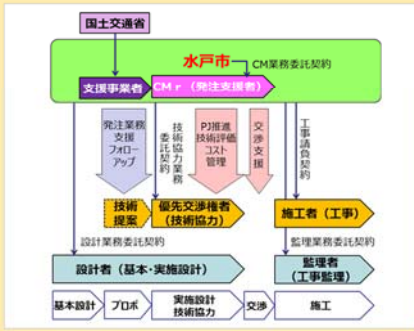 国土交通省
水戸市
CM業務委託契約
支援事業者
CMr（発注支援者）
発注業務
支援
フォロー
アップ
技術協力業務
委託契約
PJ推進
技術評価
コスト
管理
交渉支援
工事請負契約
技術
提案
優先交渉権者
（技術協力）
施工者（工事）
設計業務委託契約
監理業務委託契約
設計者（基本・実施設計）
監理者
（工事監理）
基本設計
プロポ
実施設計
技術協力
交渉
施工